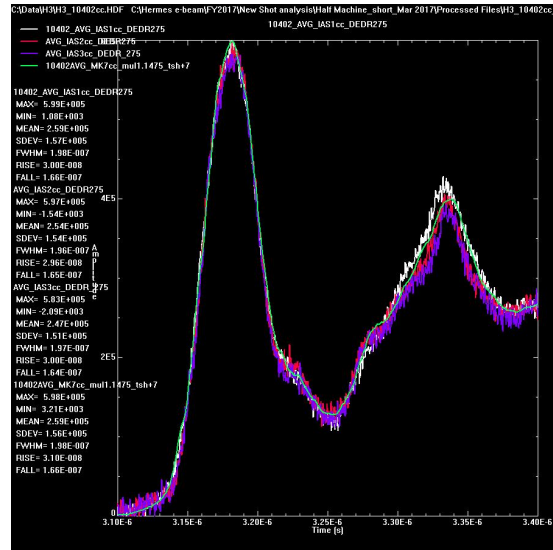 C:\Data\H3\H3_10402cc.HDF C:\Hermes e-beam\FY2017\New Shot analysis\Half Machine_short_Mar 2017\Processed Files\H3_10402cc.
10402_AVG_IAS1cc_DEDR275
10402_AVG_IAS1cc_DEDR275
AVG_IAS2cc_DEDR275
AVG_IAS3cc_DEDR_275
10402AVG_MK7cc_mul1.1475_tsh+7
10402_AVG_IAS1cc_DEDR275
MAX= 5.99E+005
MIN= 1.08E+003
MEAN= 2.59E+005
SDEV= 1.57E+005
FWHM= 1.98E-007
RISE= 3.00E-008
FALL= 1.66E-007
AVG_IAS2cc_DEDR275
MAX= 5.97E+005
MIN= -1.54E+003
MEAN= 2.54E+005
SDEV= 1.54E+005
FWHM= 1.96E-007
RISE= 2.96E-008
FALL= 1.65E-007
AVG_IAS3cc_DEDR_275
MAX= 5.83E+005
MIN= -2.09E+003
MEAN= 2.47E+005
SDEV= 1.51E+005
FWHM= 1.97E-007
RISE= 3.00E-008
FALL= 1.64E-007
10402AVG_MK7cc_mul1.1475_tsh+7
MAX= 5.98E+005
MIN= 3.21E+003
MEAN= 2.59E+005
SDEV= 1.56E+005
FWHM= 1.98E-007
RISE= 3.10E-008
FALL= 1.66E-007
Amplitude
4E5
2E5
0
3.10E-6 3.15E-6 3.20E-6 3.25E-6 3.30E-6 3.35E-6 3.40E-6
Time (s)